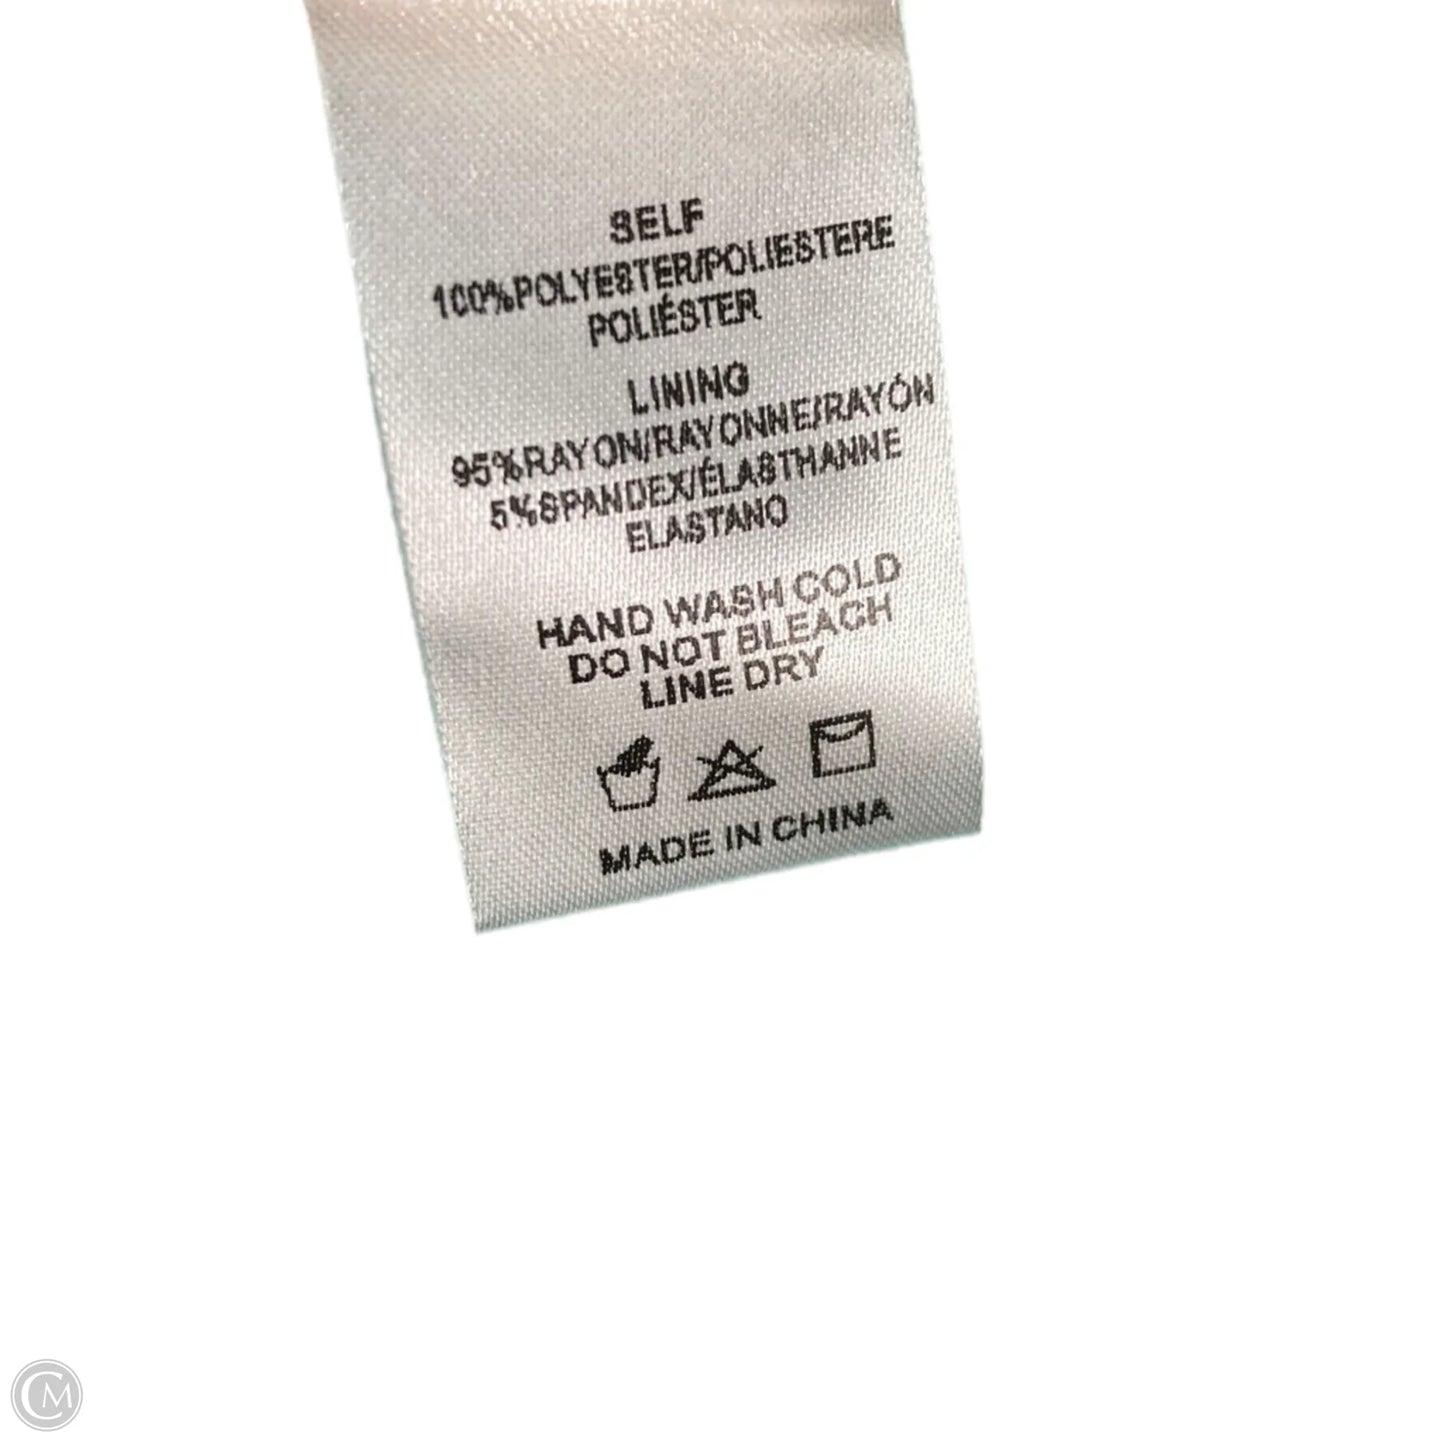 SELF
100%POLYESTER/POLIESTERE
POLIÉSTER
LINING
95%RAYON/RAYONNE/RAYÓN
5%SPANDEX/ÉLASTHANNE
ELASTANO
HAND WASH COLD
DO NOT BLEACH
LINE DRY
MADE IN CHINA
CM